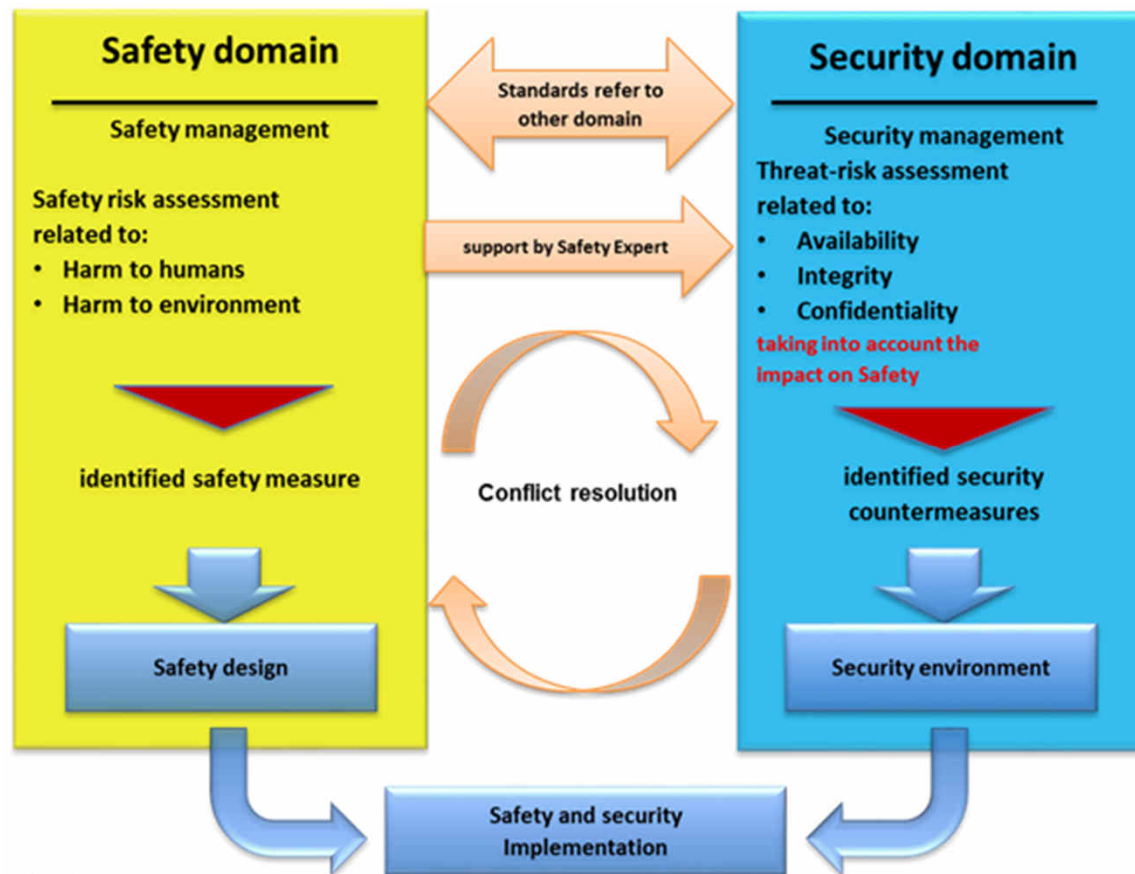 Safety domain
Safety management
Safety risk assessment
related to:
• Harm to humans
• Harm to environment
identified safety measure
Safety design
Standards refer to
other domain
support by Safety Expert
Conflict resolution
Security domain
Security management
Threat-risk assessment
related to:
• Availability
• Integrity
• Confidentiality
taking into account the
impact on Safety
identified security
countermeasures
Security environment
Safety and security
Implementation